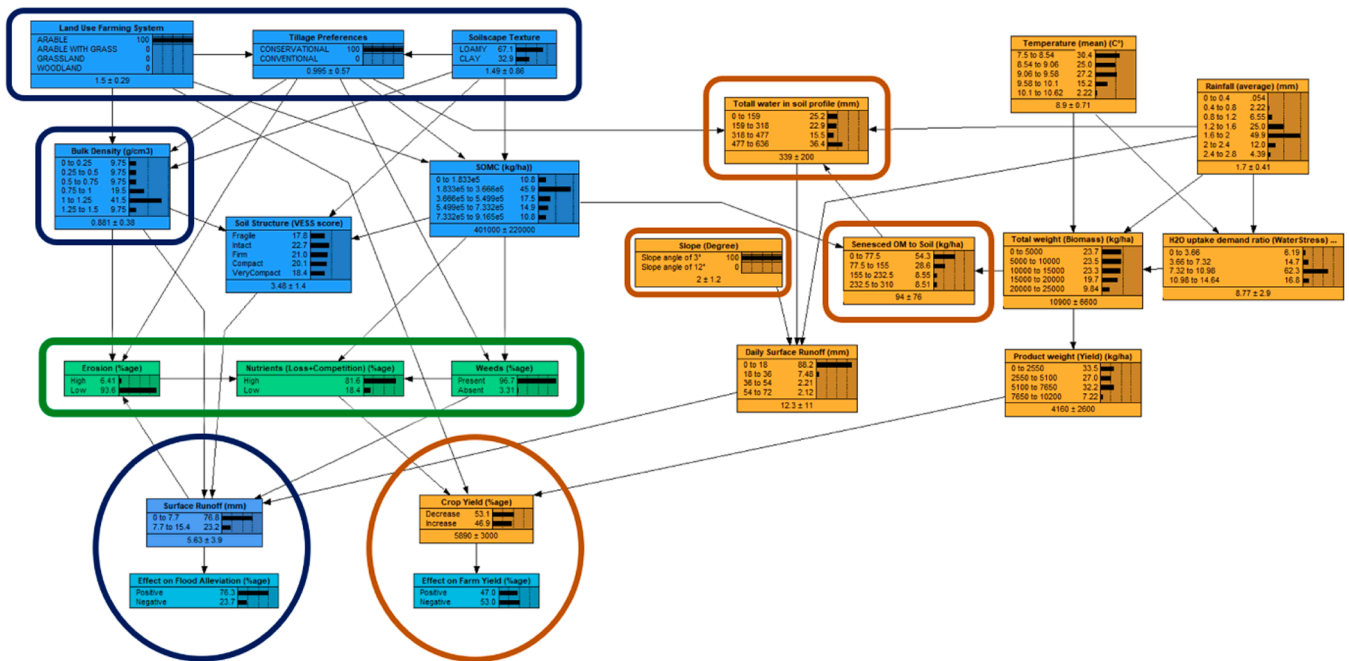 Land Use Farming System
ARABLE 100
ARABLE WITH GRASS 0
GRASSLAND 0
WOODLAND 0
1.5 ± 0.29
Tillage Preferences
CONSERVATIONAL 100
CONVENTIONAL 0
0.995 ± 0.57
Soilscape Texture
LOAMY 67.1
CLAY 32.9
1.49 ± 0.86
Temperature (mean) (C°)
7.5 to 8.54 30.4
8.54 to 9.06 25.0
9.06 to 9.58 27.2
9.58 to 10.1 15.2
10.1 to 10.62 2.22
8.9 ± 0.71
Rainfall (average) (mm)
0 to 0.4 .054
0.4 to 0.8 2.22
0.8 to 1.2 6.55
1.2 to 1.6 25.0
1.6 to 2 49.9
2 to 2.4 12.0
2.4 to 2.8 4.39
1.7 ± 0.41
Totall water in soil profile (mm)
0 to 159 25.2
159 to 318 22.9
318 to 477 15.5
477 to 636 36.4
339 ± 200
Bulk Density (g/cm3)
0 to 0.25 9.75
0.25 to 0.5 9.75
0.5 to 0.75 9.75
0.75 to 1 19.5
1 to 1.25 41.5
1.25 to 1.5 9.75
0.881 ± 0.38
SOMC (kg/ha))
0 to 1.833e5 10.8
1.833e5 to 3.666e5 45.9
3.666e5 to 5.499e5 17.5
5.499e5 to 7.332e5 14.9
7.332e5 to 9.165e5 10.8
401000 ± 220000
Soil Structure (VESS score)
Fragile 17.8
Intact 22.7
Firm 21.0
Compact 20.1
VeryCompact 18.4
3.48 ± 1.4
Slope (Degree)
Slope angle of 3° 100
Slope angle of 12° 0
2 ± 1.2
Senesced OM to Soil (kg/ha)
0 to 77.5 54.3
77.5 to 155 28.6
155 to 232.5 8.55
232.5 to 310 8.51
94 ± 76
Total weight (Biomass) (kg/ha)
0 to 5000 23.7
5000 to 10000 23.5
10000 to 15000 23.3
15000 to 20000 19.7
20000 to 25000 9.84
10900 ± 6600
H2O uptake demand ratio (WaterStress) ...
0 to 3.66 6.19
3.66 to 7.32 14.7
7.32 to 10.98 62.3
10.98 to 14.64 16.8
8.77 ± 2.9
Erosion (%age)
High 6.41
Low 93.6
Nutrients (Loss+Competition) (%age)
High 81.6
Low 18.4
Weeds (%age)
Present 96.7
Absent 3.31
Daily Surface Runoff (mm)
0 to 18 88.2
18 to 36 7.48
36 to 54 2.21
54 to 72 2.12
12.3 ± 11
Product weight (Yield) (kg/ha)
0 to 2550 33.5
2550 to 5100 27.0
5100 to 7650 32.2
7650 to 10200 7.22
4160 ± 2600
Surface Runoff (mm)
0 to 7.7 76.8
7.7 to 15.4 23.2
5.63 ± 3.9
Crop Yield (%age)
Decrease 53.1
Increase 46.9
5890 ± 3000
Effect on Flood Alleviation (%age)
Positive 76.3
Negative 23.7
Effect on Farm Yield (%age)
Positive 47.0
Negative 53.0